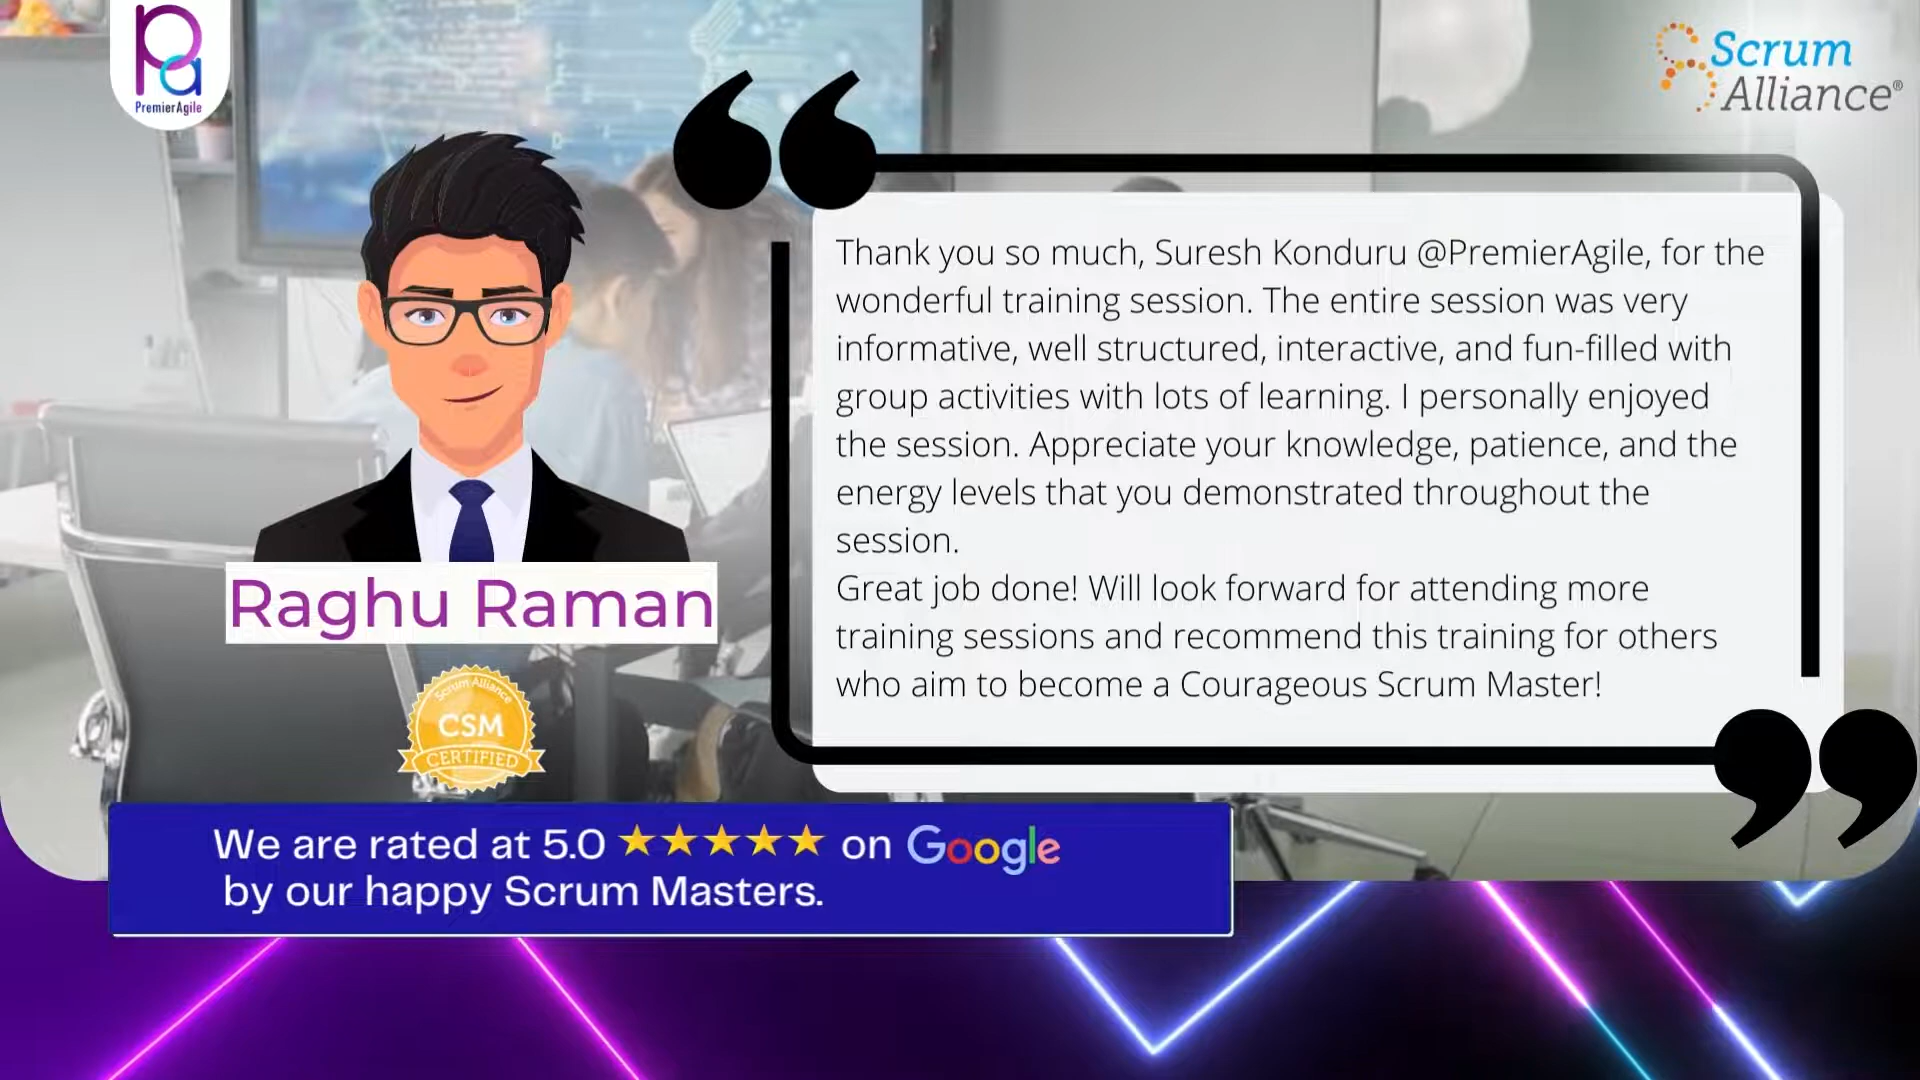 PremierAgile
Scrum
Alliance®
Thank you so much, Suresh Konduru @PremierAgile, for the
wonderful training session. The entire session was very
informative, well structured, interactive, and fun-filled with
group activities with lots of learning. I personally enjoyed
the session. Appreciate your knowledge, patience, and the
energy levels that you demonstrated throughout the
session.
Great job done! Will look forward for attending more
training sessions and recommend this training for others
who aim to become a Courageous Scrum Master!
Raghu Raman
Scrum Alliance
CSM
CERTIFIED
We are rated at 5.0 ★★★★★ on Google
by our happy Scrum Masters.